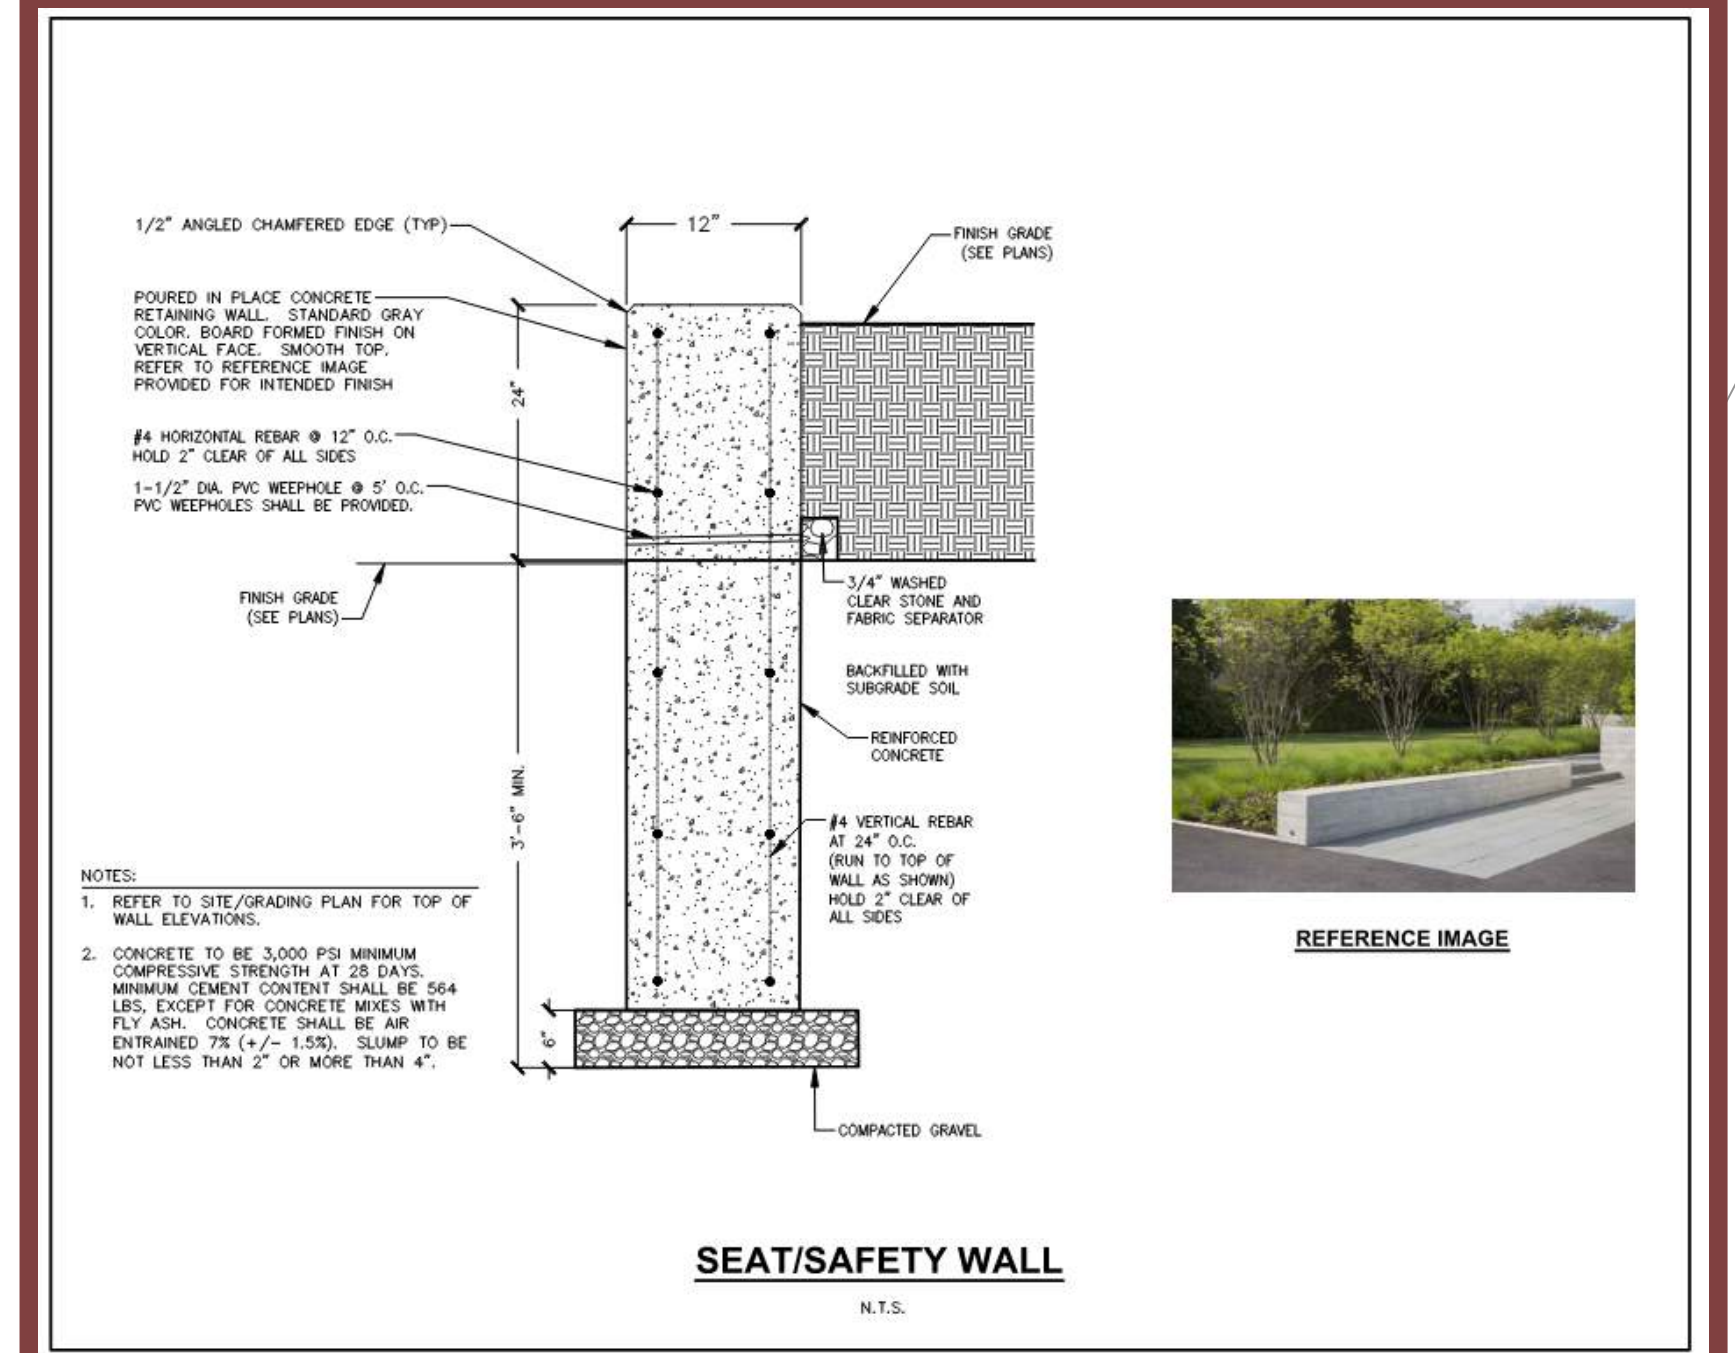 1/2" ANGLED CHAMFERED EDGE (TYP)
12"
FINISH GRADE
(SEE PLANS)
POURED IN PLACE CONCRETE
RETAINING WALL. STANDARD GRAY
COLOR. BOARD FORMED FINISH ON
VERTICAL FACE. SMOOTH TOP.
REFER TO REFERENCE IMAGE
PROVIDED FOR INTENDED FINISH
24"
#4 HORIZONTAL REBAR @ 12" O.C.
HOLD 2" CLEAR OF ALL SIDES
1-1/2" DIA. PVC WEEPHOLE @ 5' O.C.
PVC WEEPHOLES SHALL BE PROVIDED.
FINISH GRADE
(SEE PLANS)
3/4" WASHED
CLEAR STONE AND
FABRIC SEPARATOR
BACKFILLED WITH
SUBGRADE SOIL
REINFORCED
CONCRETE
3'-6" MIN.
#4 VERTICAL REBAR
AT 24" O.C.
(RUN TO TOP OF
WALL AS SHOWN)
HOLD 2" CLEAR OF
ALL SIDES
NOTES:
1. REFER TO SITE/GRADING PLAN FOR TOP OF
WALL ELEVATIONS.
2. CONCRETE TO BE 3,000 PSI MINIMUM
COMPRESSIVE STRENGTH AT 28 DAYS.
MINIMUM CEMENT CONTENT SHALL BE 564
LBS, EXCEPT FOR CONCRETE MIXES WITH
FLY ASH. CONCRETE SHALL BE AIR
ENTRAINED 7% (+/- 1.5%). SLUMP TO BE
NOT LESS THAN 2" OR MORE THAN 4".
6"
COMPACTED GRAVEL
REFERENCE IMAGE
SEAT/SAFETY WALL
N.T.S.